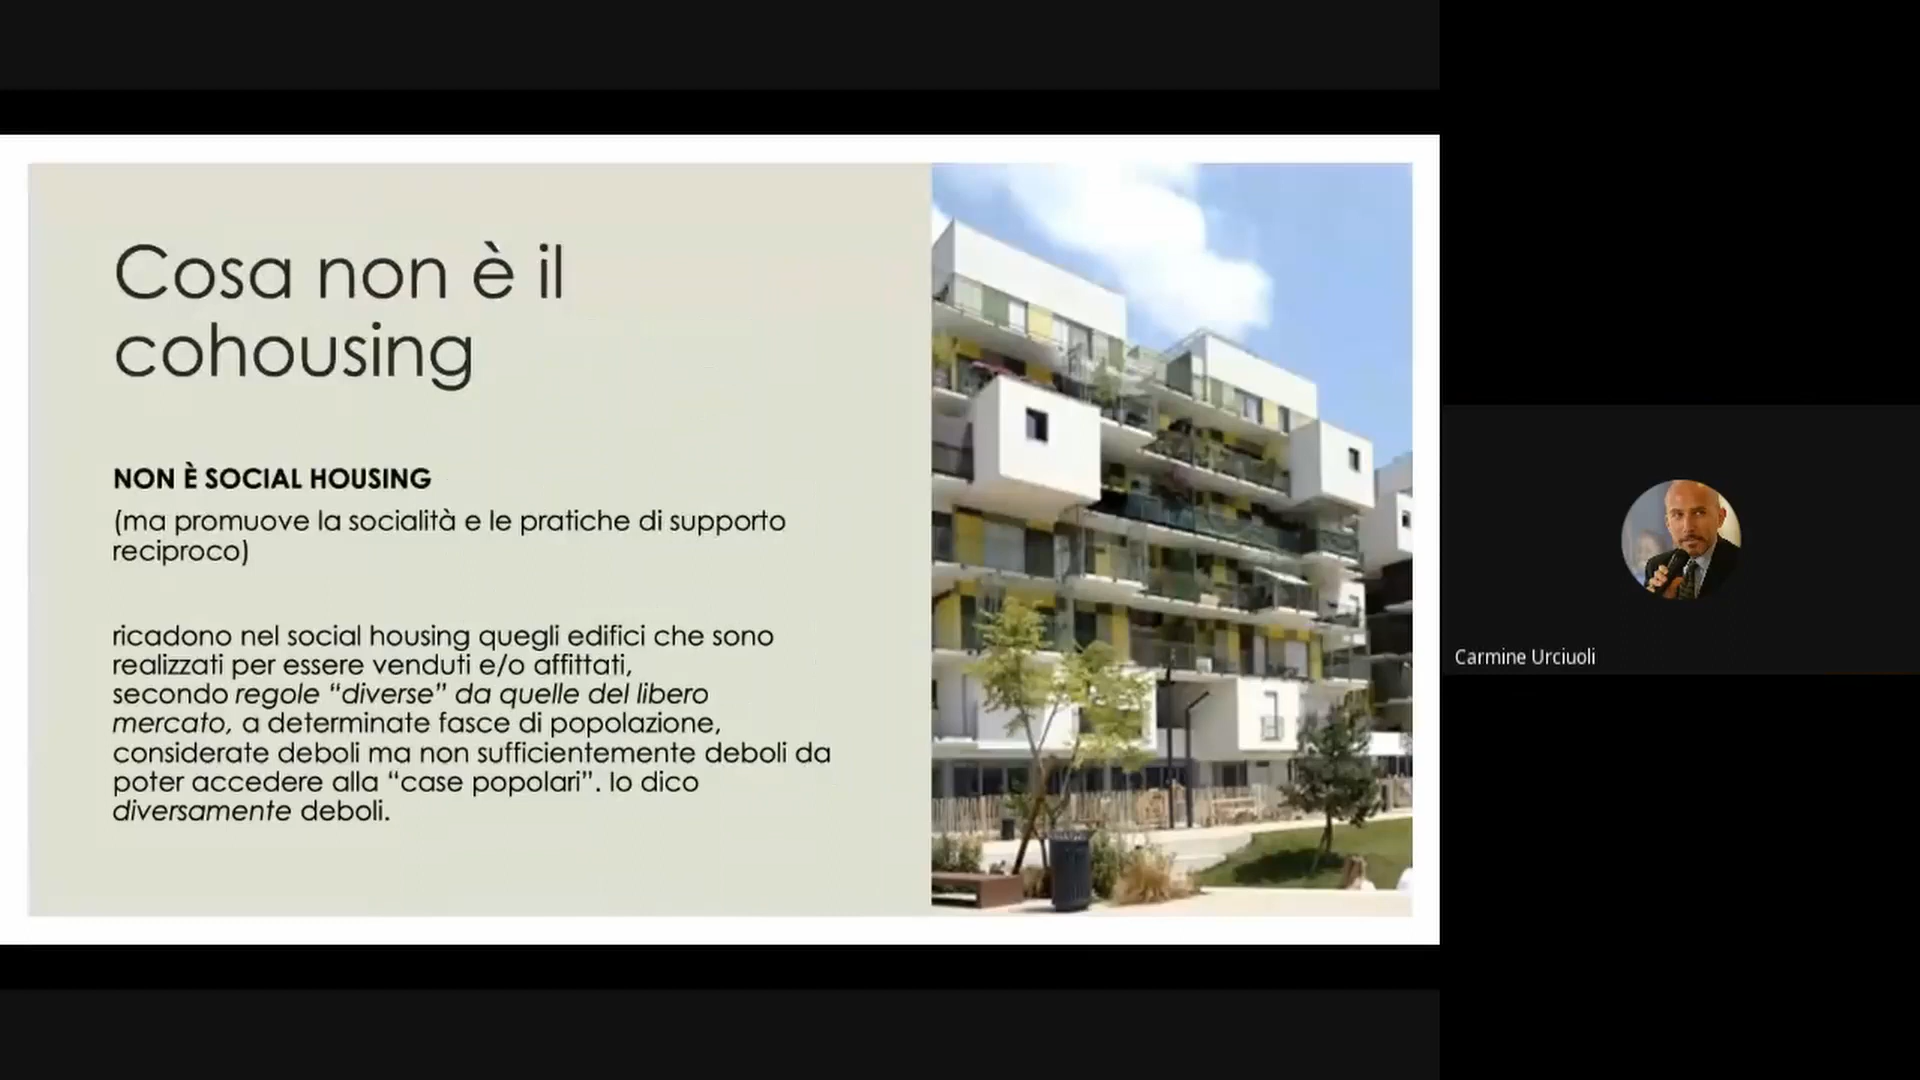 Cosa non è il
cohousing
NON È SOCIAL HOUSING
(ma promuove la socialità e le pratiche di supporto
reciproco)
ricadono nel social housing quegli edifici che sono
realizzati per essere venduti e/o affittati,
secondo regole “diverse” da quelle del libero
mercato, a determinate fasce di popolazione,
considerate deboli ma non sufficientemente deboli da
poter accedere alla “case popolari”. Io dico
diversamente deboli.
Carmine Urciuoli